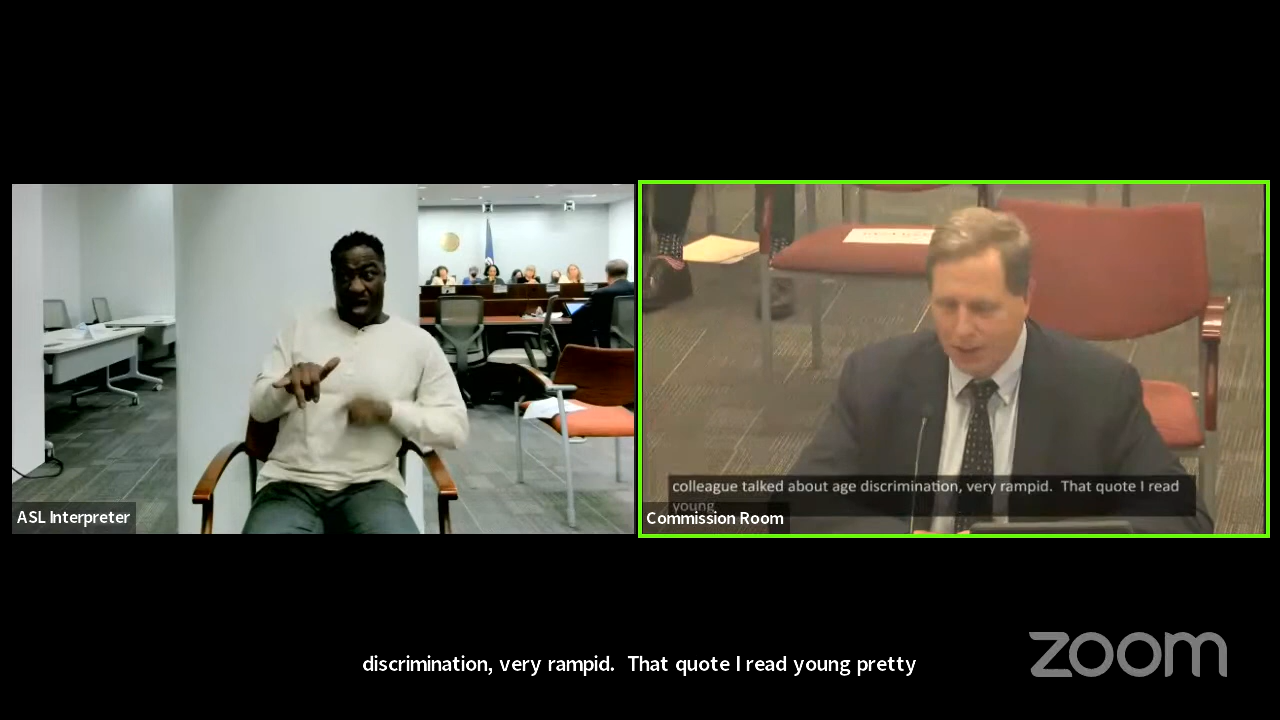 colleague talked about age discrimination, very rampid.  That quote I read
young
ASL Interpreter
Commission Room
discrimination, very rampid.  That quote I read young pretty
zoom